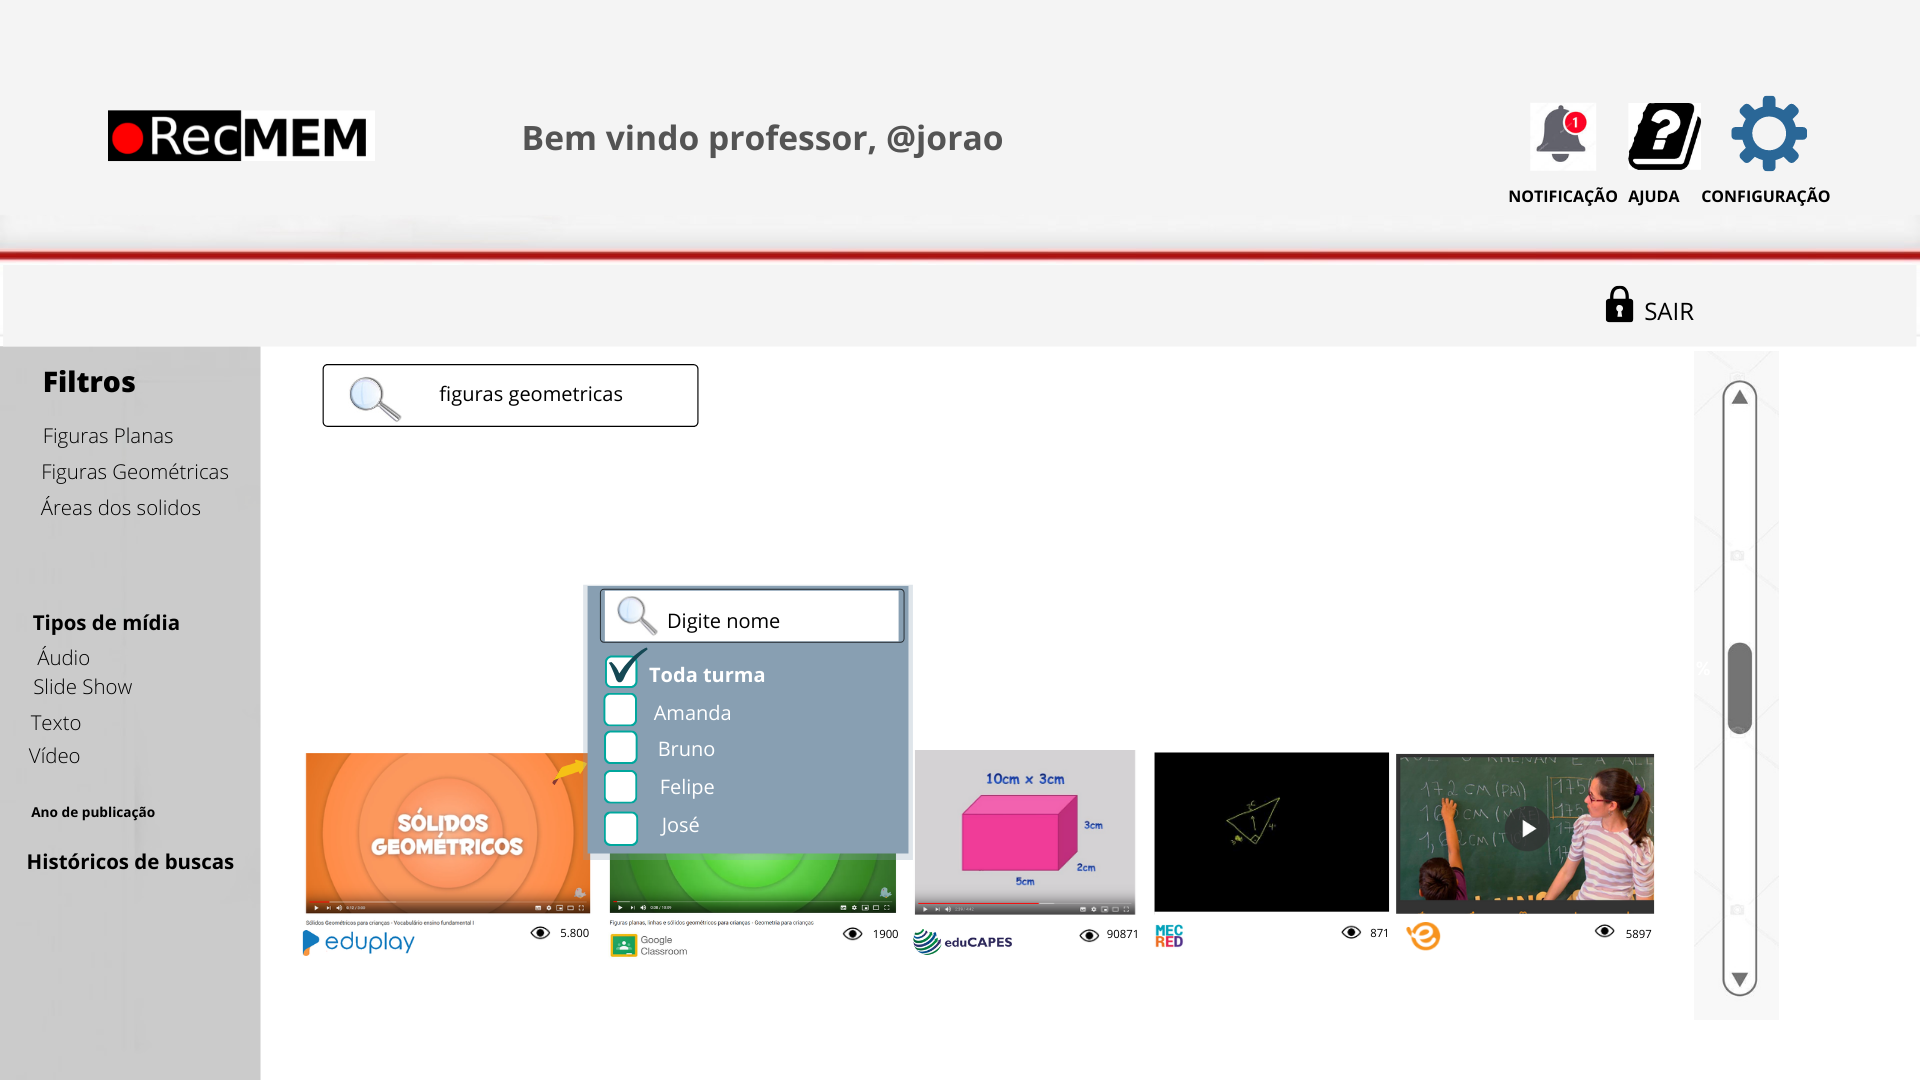 RecMEM
Bem vindo professor, @jorao
1
NOTIFICAÇÃO AJUDA CONFIGURAÇÃO
SAIR
Filtros
Figuras Planas
Figuras Geométricas
Áreas dos solidos
Tipos de mídia
Áudio
Slide Show
Texto
Vídeo
Ano de publicação
Históricos de buscas
figuras geometricas
Digite nome
Toda turma
Amanda
Bruno
Felipe
José
SÓLIDOS
GEOMÉTRICOS
Sólidos Geométricos para crianças - Vocabulário ensino fundamental I
eduplay
5.800
Figuras planas, linhas e sólidos geométricos para crianças - Geometria para crianças
Google
Classroom
1900
10cm x 3cm
3cm
2cm
5cm
eduCAPES
90871
MEC
RED
871
172 CM (PAI)
175
5897